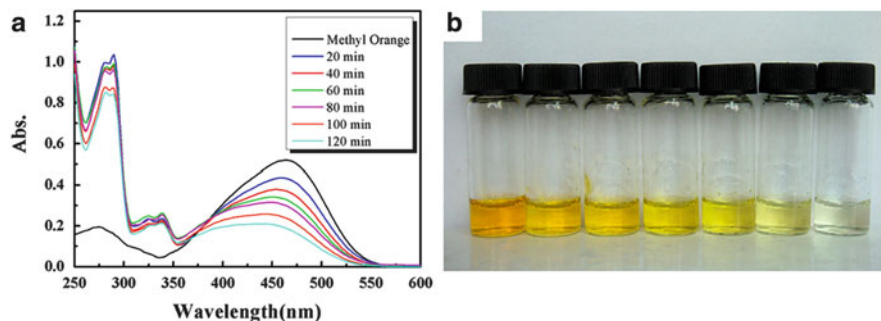 a
Abs.
1.2
1.0
0.8
0.6
0.4
0.2
0.0
250 300 350 400 450 500 550 600
Wavelength(nm)
Methyl Orange
20 min
40 min
60 min
80 min
100 min
120 min
b